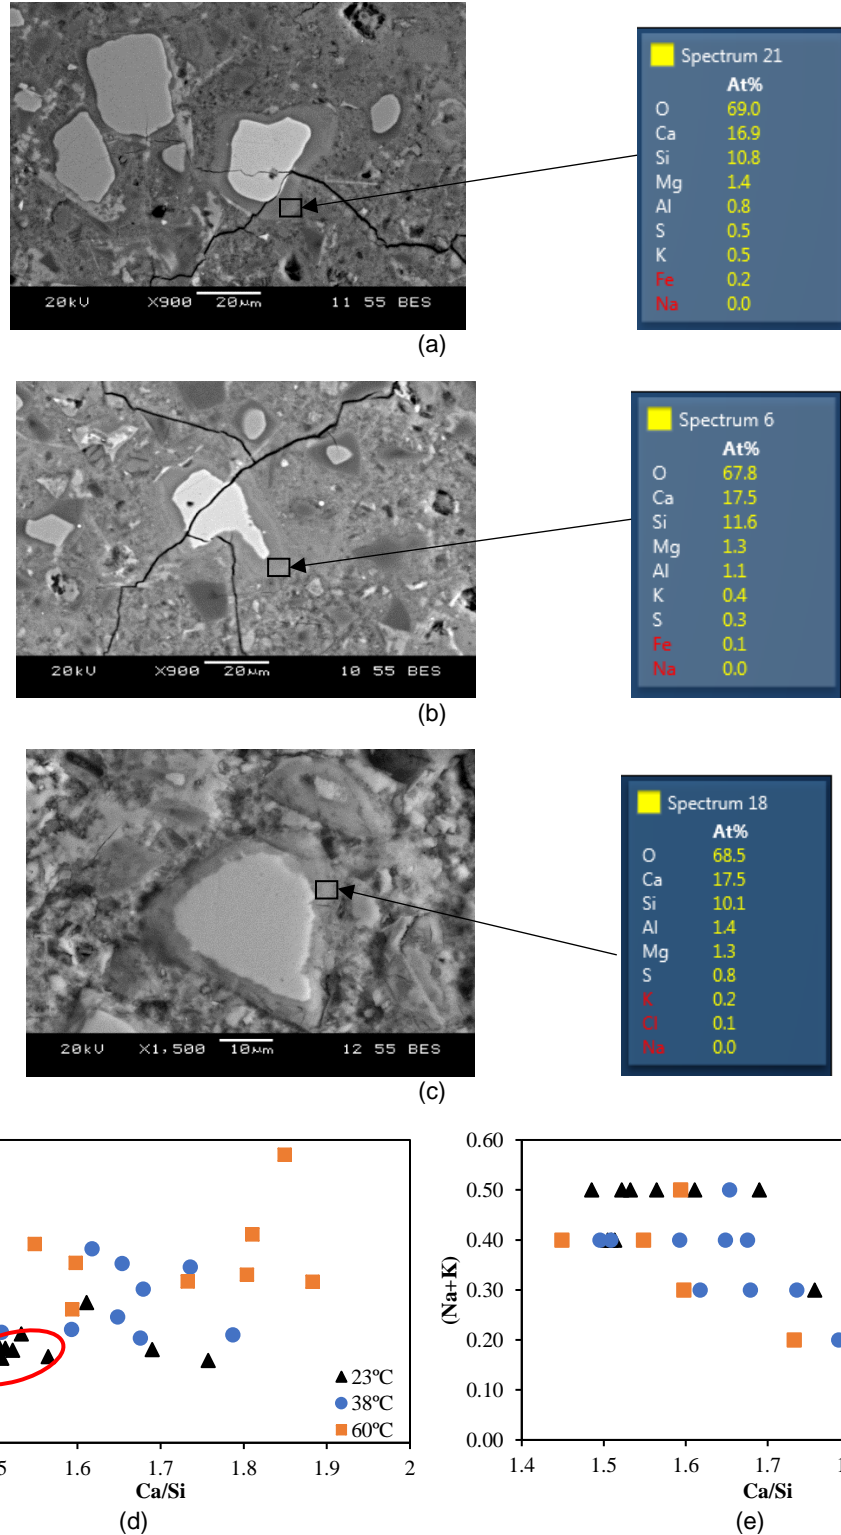 Spectrum 21
At%
O 69.0
Ca 16.9
Si 10.8
Mg 1.4
Al 0.8
S 0.5
K 0.5
Fe 0.2
Na 0.0
20kV X900 20µm 11 55 BES
(a)
Spectrum 6
At%
O 67.8
Ca 17.5
Si 11.6
Mg 1.3
Al 1.1
K 0.4
S 0.3
Fe 0.1
Na 0.0
20kV X900 20µm 10 55 BES
(b)
Spectrum 18
At%
O 68.5
Ca 17.5
Si 10.1
Al 1.4
Mg 1.3
S 0.8
K 0.2
Cl 0.1
Na 0.0
20kV X1,500 10µm 12 55 BES
(c)
23ºC
38ºC
60ºC
5 1.6 1.7 1.8 1.9 2
Ca/Si
(d)
(Na+K)
0.60
0.50
0.40
0.30
0.20
0.10
0.00
1.4 1.5 1.6 1.7 1
Ca/Si
(e)